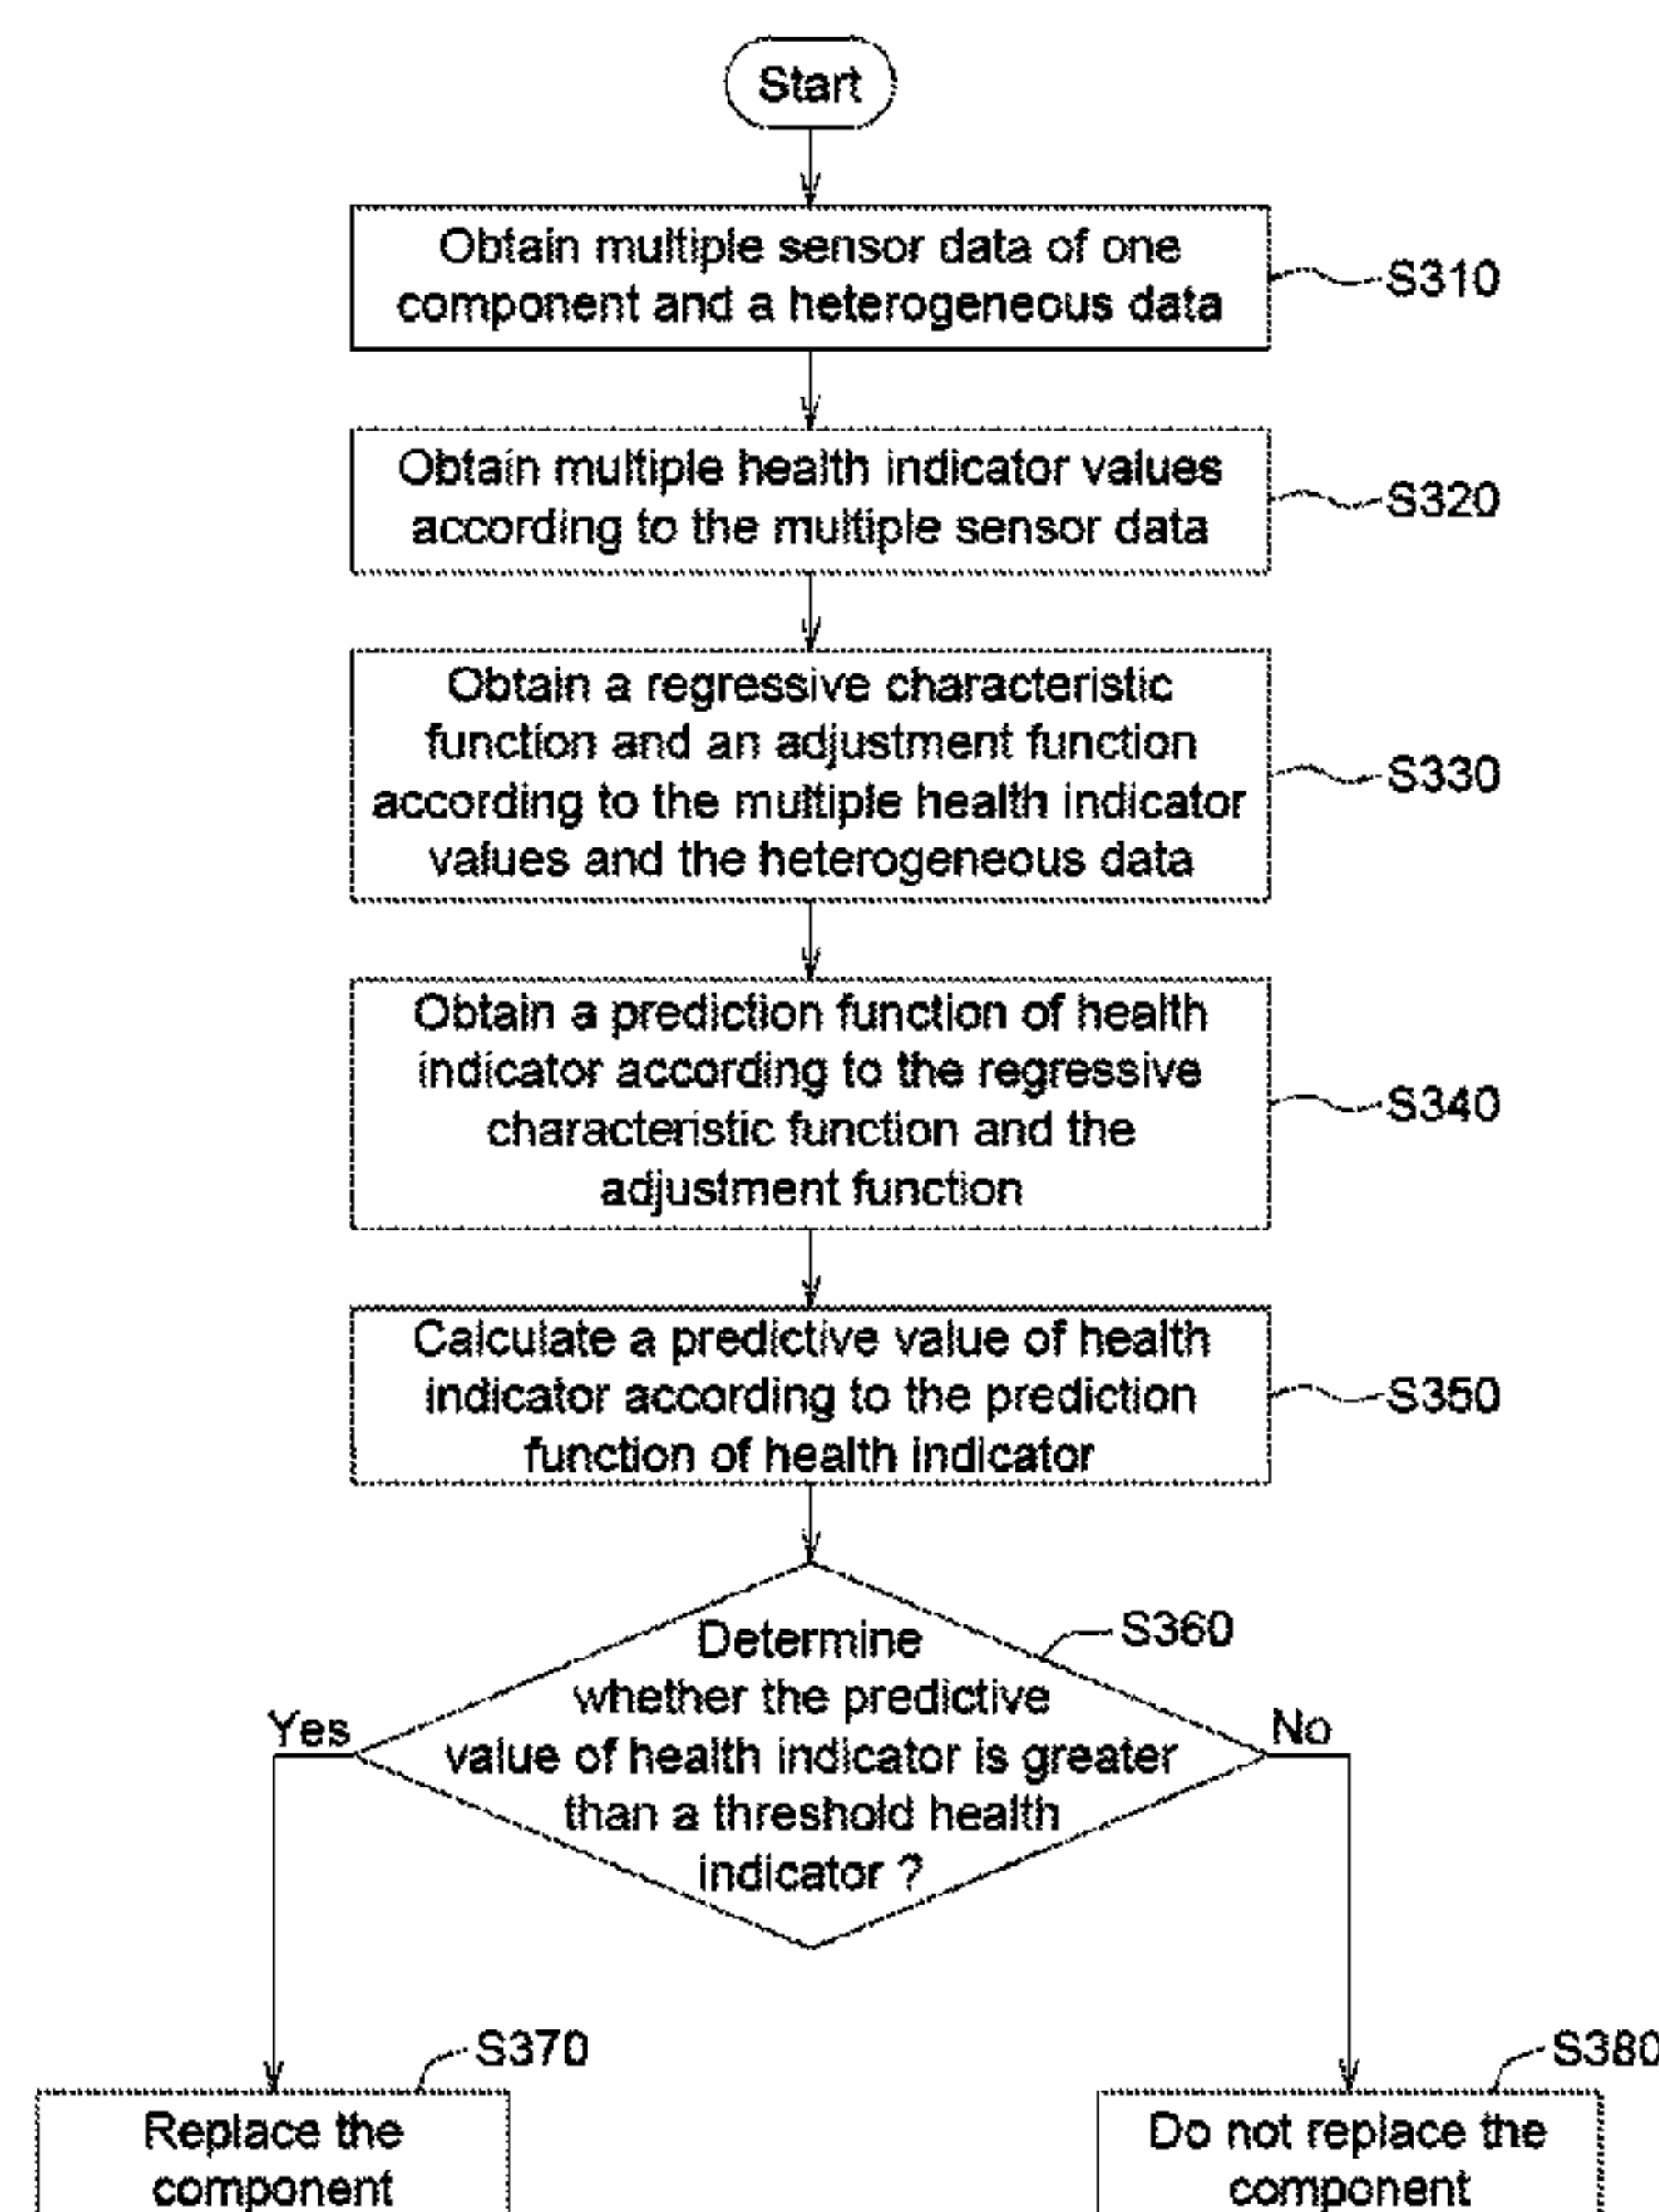 Start
Obtain multiple sensor data of one
component and a heterogeneous data
S310
Obtain multiple health indicator values
according to the multiple sensor data
S320
Obtain a regressive characteristic
function and an adjustment function
according to the multiple health indicator
values and the heterogeneous data
S330
Obtain a prediction function of health
indicator according to the regressive
characteristic function and the
adjustment function
S340
Calculate a predictive value of health
indicator according to the prediction
function of health indicator
S350
Determine
whether the predictive
value of health indicator is greater
than a threshold health
indicator ?
S360
Yes
No
S370
Replace the
component
S380
Do not replace the
component